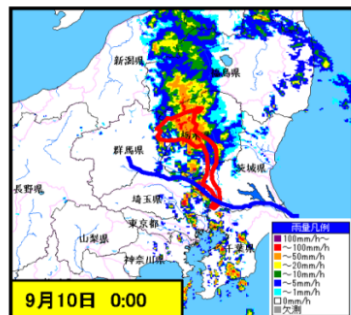 新潟県
福島県
栃木
群馬県
茨城県
長野県
埼玉県
東京都
山梨県
千葉県
神奈川県
雨量凡例
100mm/h～
～100mm/h
～50mm/h
～20mm/h
～10mm/h
～5mm/h
～1mm/h
0mm/h
欠測
9月10日 0:00